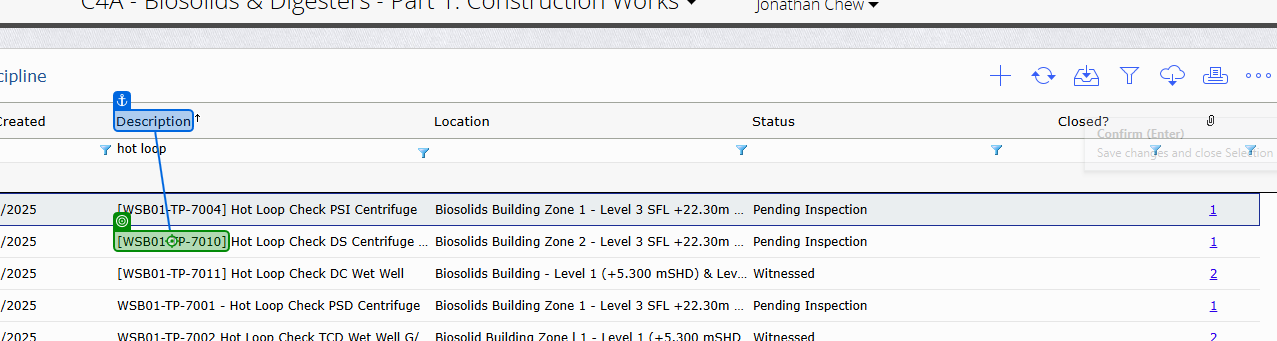 C4A - Biosolids & Digesters - Part 1: Construction Works
Jonathan Chew
cipline
Created Description ↑ Location Status Closed?
hot loop
Confirm (Enter)
Save changes and close Selection
/2025 [WSB01-TP-7004] Hot Loop Check PSI Centrifuge Biosolids Building Zone 1 - Level 3 SFL +22.30m ... Pending Inspection 1
/2025 [WSB01-TP-7010] Hot Loop Check DS Centrifuge ... Biosolids Building Zone 2 - Level 3 SFL +22.30m ... Pending Inspection 1
/2025 [WSB01-TP-7011] Hot Loop Check DC Wet Well Biosolids Building - Level 1 (+5.300 mSHD) & Lev... Witnessed 2
/2025 WSB01-TP-7001 - Hot Loop Check PSD Centrifuge Biosolids Building Zone 1 - Level 3 SFL +22.30m ... Pending Inspection 1
/2025 WSB01-TP-7002 Hot Loop Check TCD Wet Well G/ Biosolid Building Zone | 1 - Level 1 (+5.300 mSHD Witnessed 2